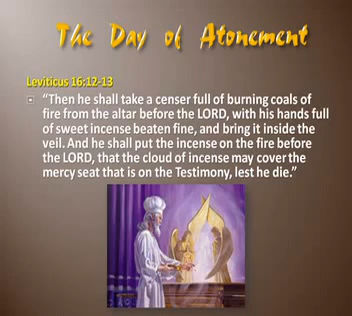 The Day of Atonement
Leviticus 16:12-13
“Then he shall take a censer full of burning coals of
fire from the altar before the LORD, with his hands full
of sweet incense beaten fine, and bring it inside the
veil. And he shall put the incense on the fire before
the LORD, that the cloud of incense may cover the
mercy seat that is on the Testimony, lest he die.”